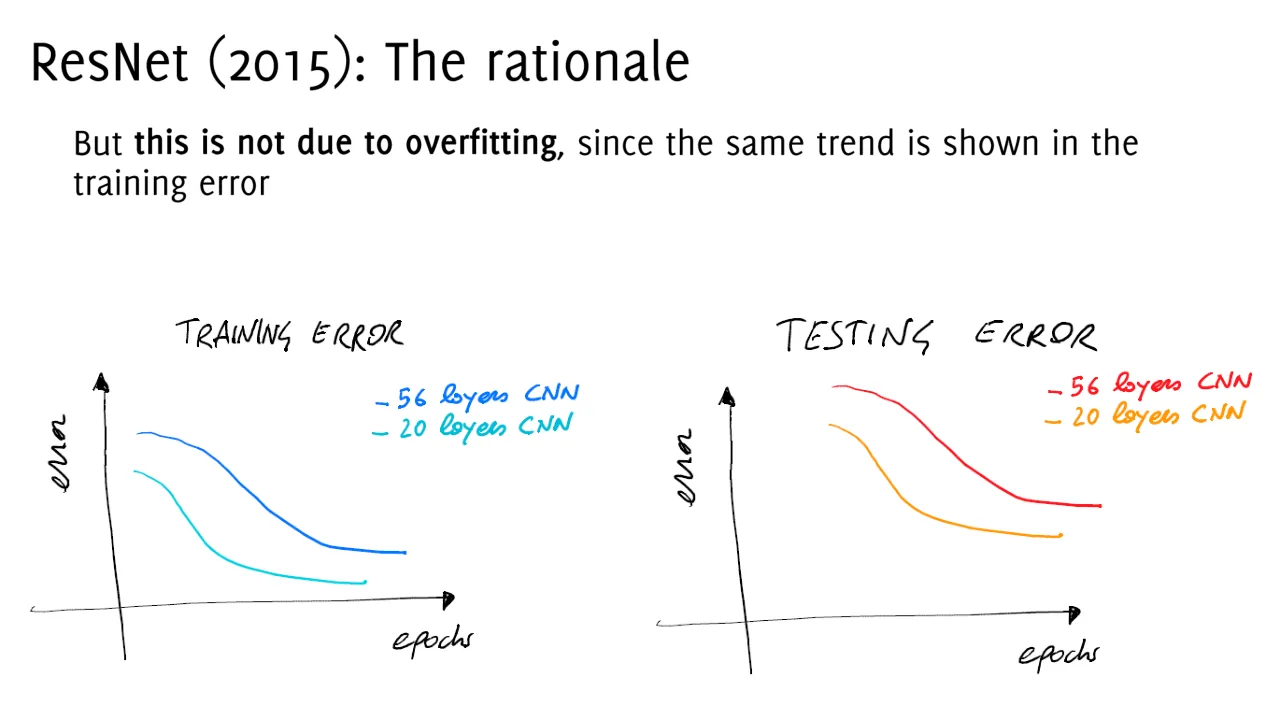 ResNet (2015): The rationale
But this is not due to overfitting, since the same trend is shown in the
training error
TRAINING ERROR
error
- 56 layers CNN
- 20 layers CNN
epochs
TESTING ERROR
error
- 56 layers CNN
- 20 layers CNN
epochs